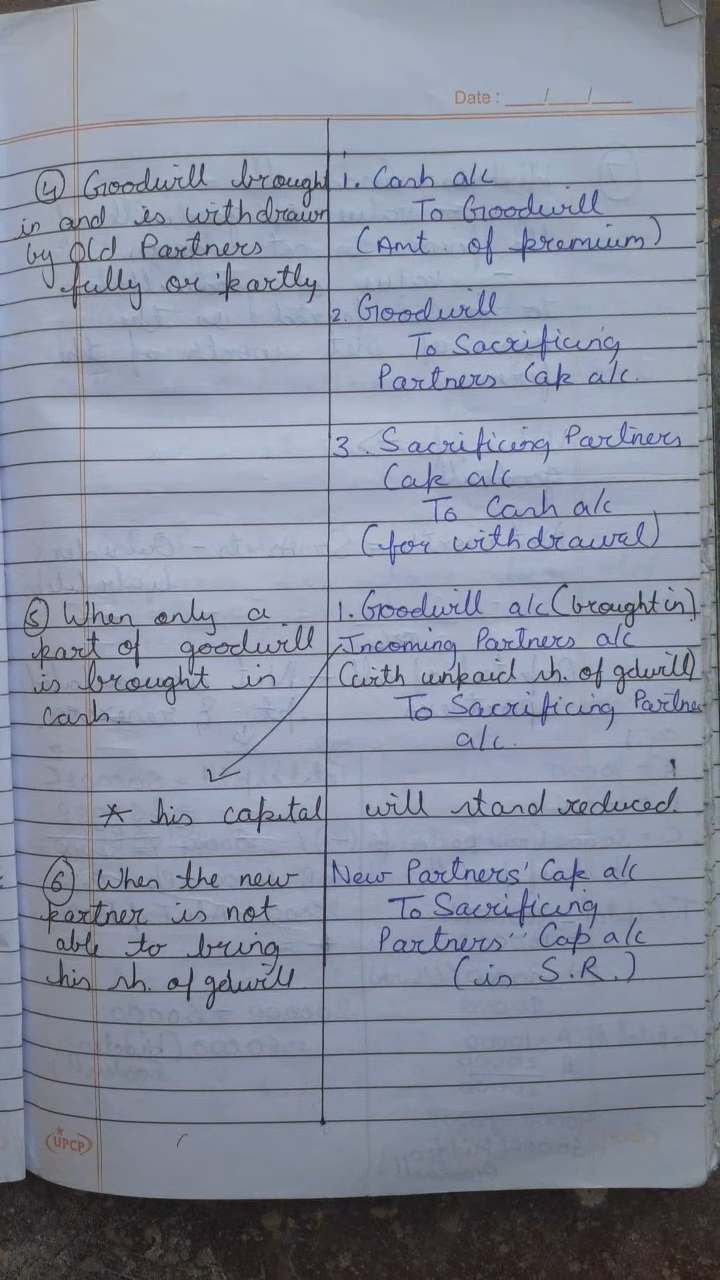 Date : __/__/__
④ Goodwill brought
in and is withdrawn
by Old Partners
fully or partly
1. Cash a/c
To Goodwill
(Amt of premium)
2. Goodwill
To Sacrificing
Partners Cap a/c.
3. Sacrificing Partners
Cap a/c
To Cash a/c
(for withdrawal)
⑤ When only a
part of goodwill
is brought in
cash.
1. Goodwill a/c (brought in)
Incoming Partners a/c
(with unpaid sh. of gdwill)
To Sacrificing Partne
a/c.
* his capital will stand reduced.
⑥ When the new
partner is not
able to bring
his sh. of gdwill
New Partners' Cap a/c
To Sacrificing
Partners'' Cap a/c
(in S.R.)
UPCP